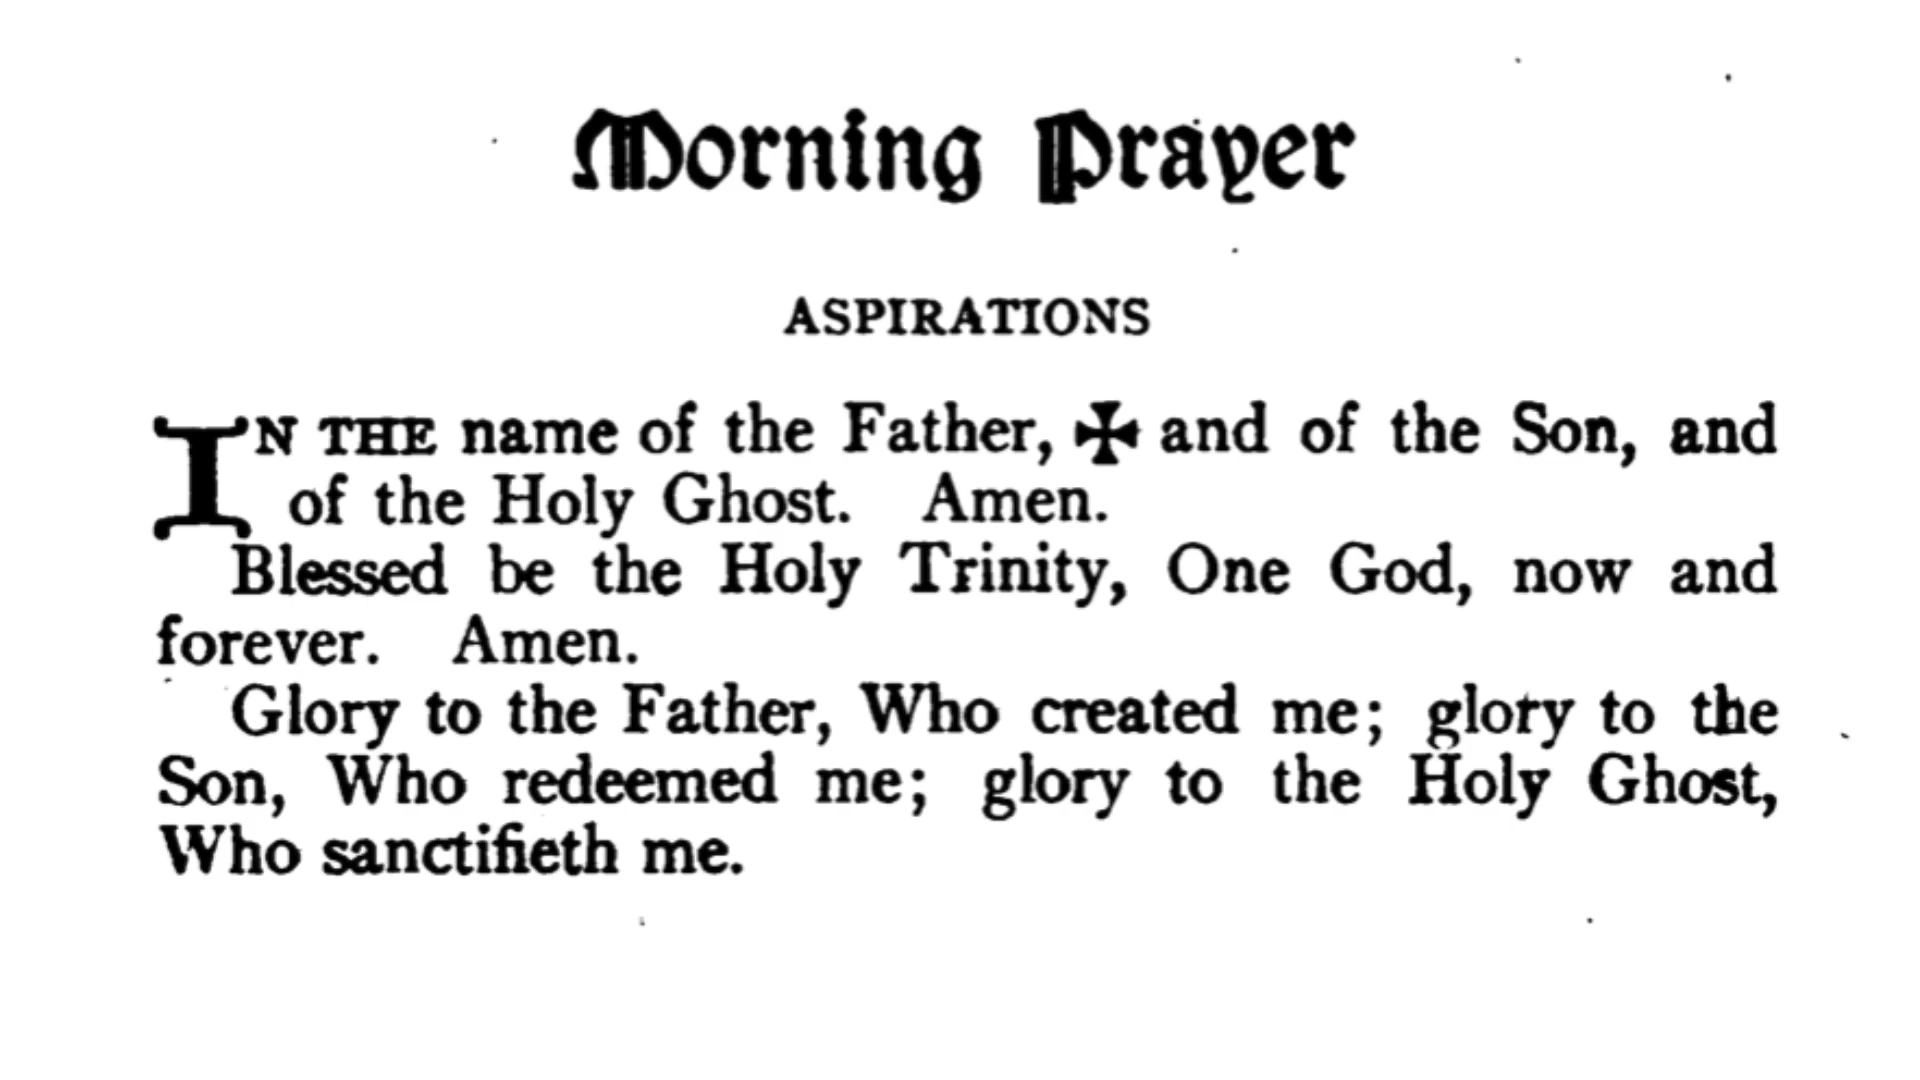 Morning Prayer
ASPIRATIONS
IN THE name of the Father, ✠ and of the Son, and
of the Holy Ghost. Amen.
Blessed be the Holy Trinity, One God, now and
forever. Amen.
Glory to the Father, Who created me; glory to the
Son, Who redeemed me; glory to the Holy Ghost,
Who sanctifieth me.